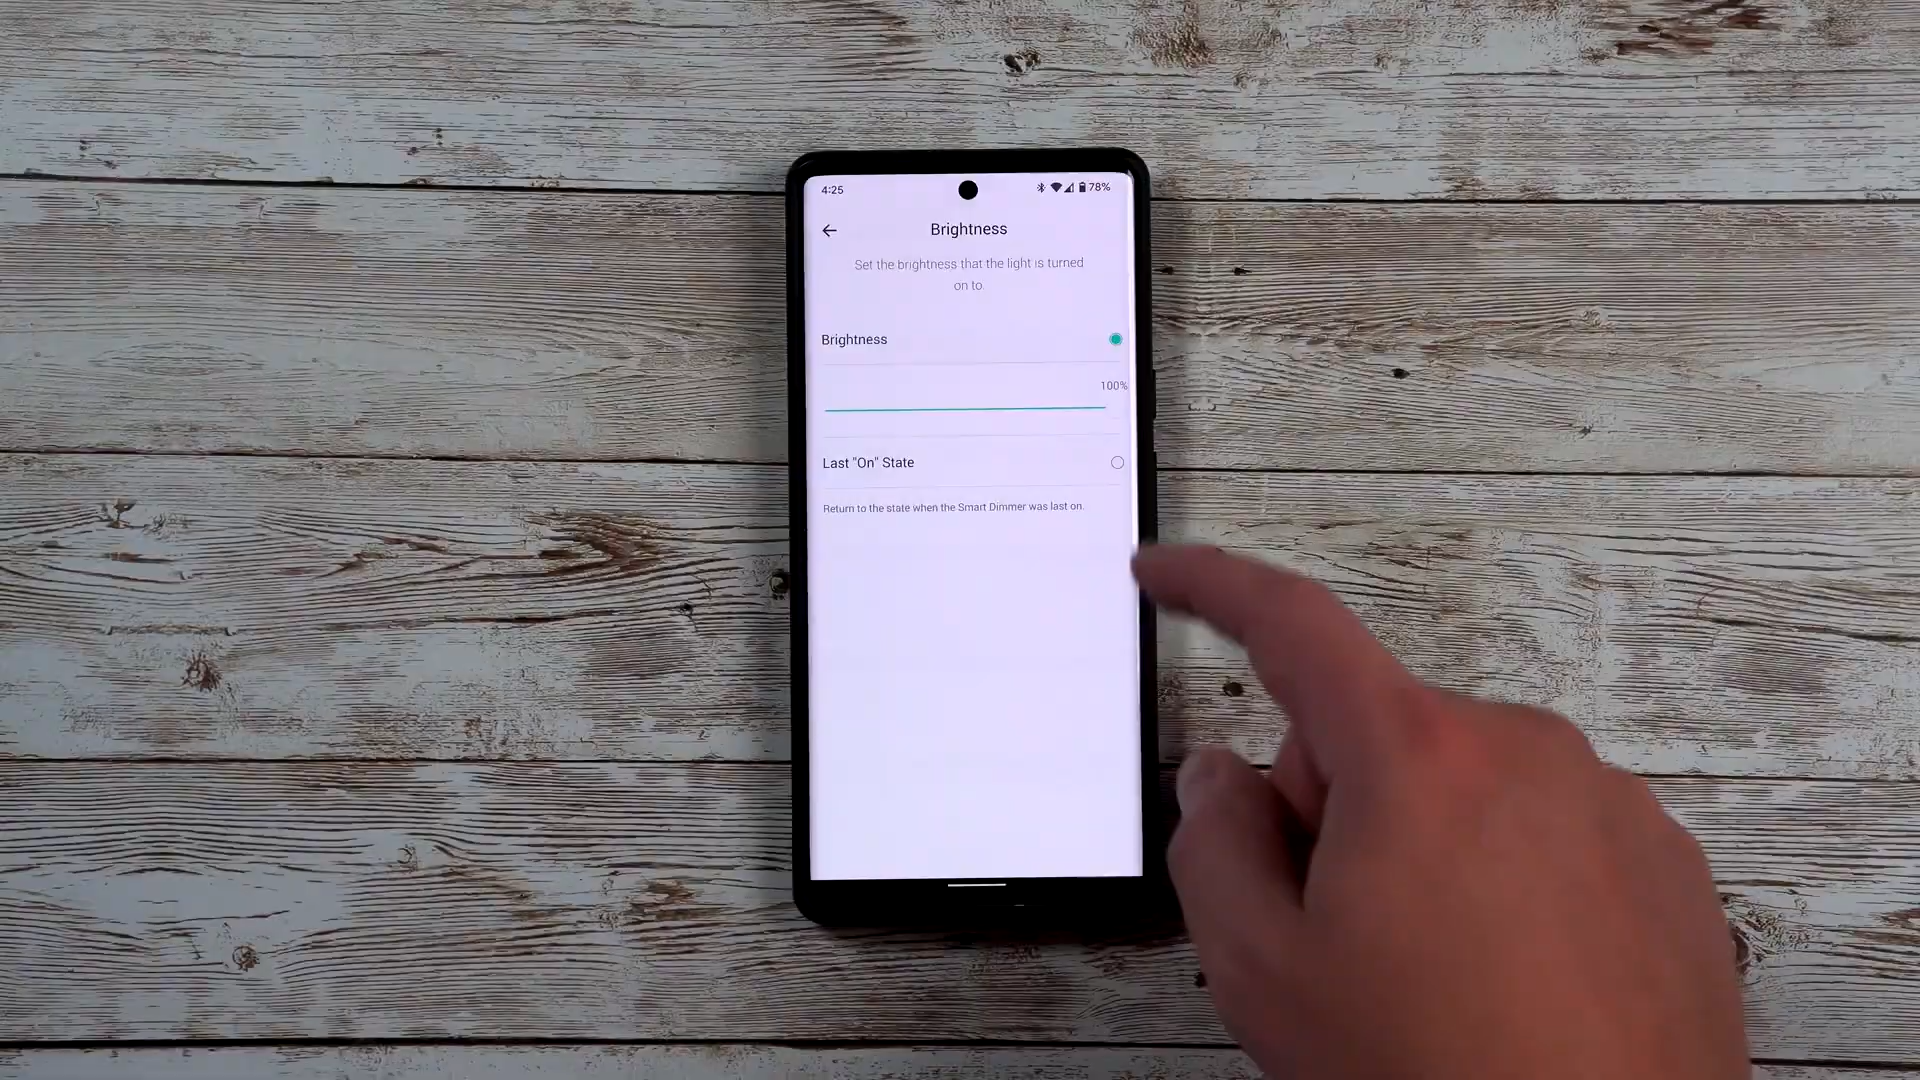 4:25
78%
Brightness
Set the brightness that the light is turned
on to.
Brightness
100%
Last "On" State
Return to the state when the Smart Dimmer was last on.